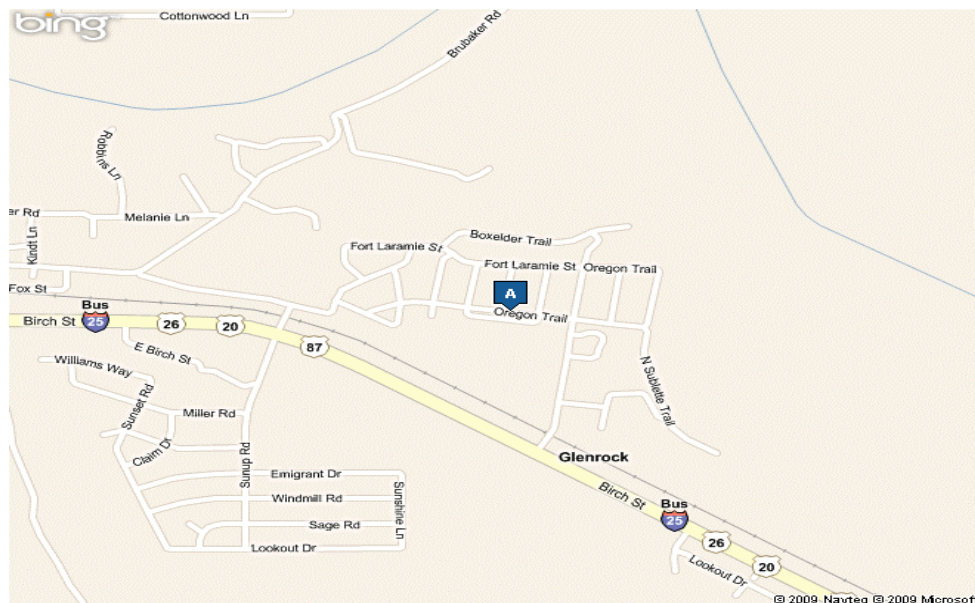 bing
Cottonwood Ln
Brubaker Rd
Robbins Ln
er Rd
Melanie Ln
Kindt Ln
Boxelder Trail
Fort Laramie St
Fort Laramie St
Oregon Trail
Fox St
A
Bus
25
Birch St
26
20
Oregon Trail
87
E Birch St
Williams Way
N Sublette Trail
Sunset Rd
Miller Rd
Claim Dr
Sunup Rd
Glenrock
Emigrant Dr
Sunshine Ln
Windmill Rd
Birch St
Bus
25
Sage Rd
26
Lookout Dr
20
Lookout Dr
© 2009 Navteq © 2009 Microsof